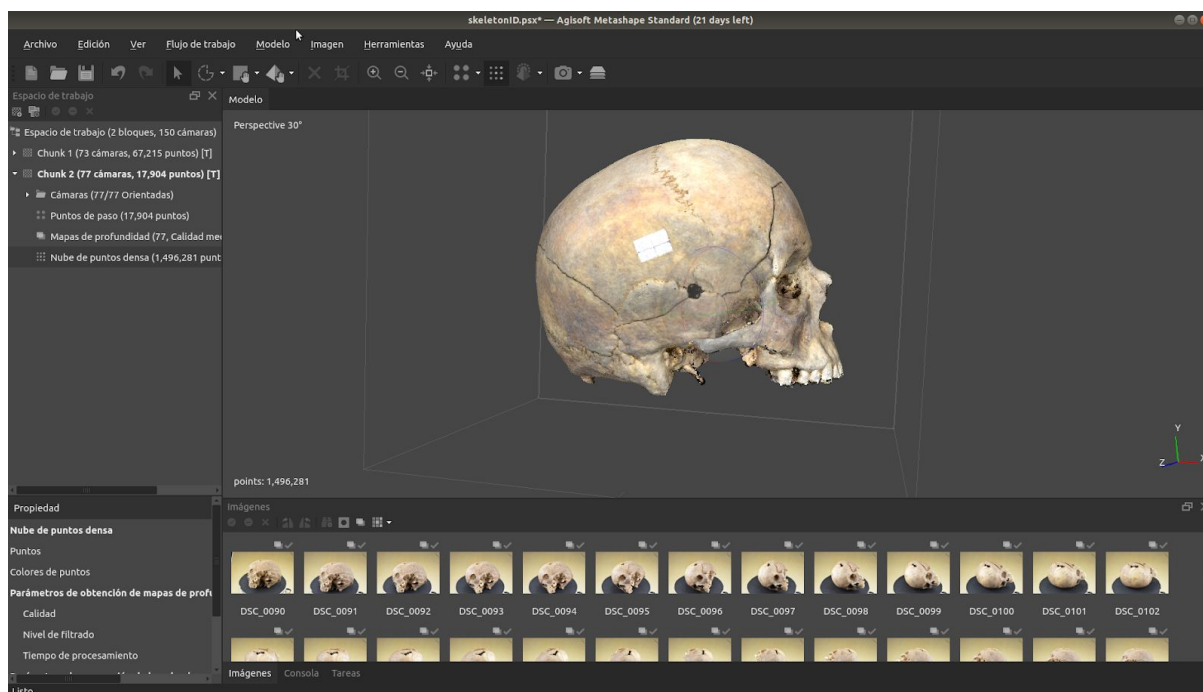 skeletonID.psx* — Agisoft Metashape Standard (21 days left)
Archivo Edición Ver Flujo de trabajo Modelo Imagen Herramientas Ayuda
Espacio de trabajo
Espacio de trabajo (2 bloques, 150 cámaras)
Chunk 1 (73 cámaras, 67,215 puntos) [T]
Chunk 2 (77 cámaras, 17,904 puntos) [T]
Cámaras (77/77 Orientadas)
Puntos de paso (17,904 puntos)
Mapas de profundidad (77, Calidad me
Nube de puntos densa (1,496,281 punt
Modelo
Perspective 30°
Y
Z X
points: 1,496,281
Propiedad
Nube de puntos densa
Puntos
Colores de puntos
Parámetros de obtención de mapas de profu
Calidad
Nivel de filtrado
Tiempo de procesamiento
Listo
Imágenes
DSC_0090 DSC_0091 DSC_0092 DSC_0093 DSC_0094 DSC_0095 DSC_0096 DSC_0097 DSC_0098 DSC_0099 DSC_0100 DSC_0101 DSC_0102
Imágenes Consola Tareas